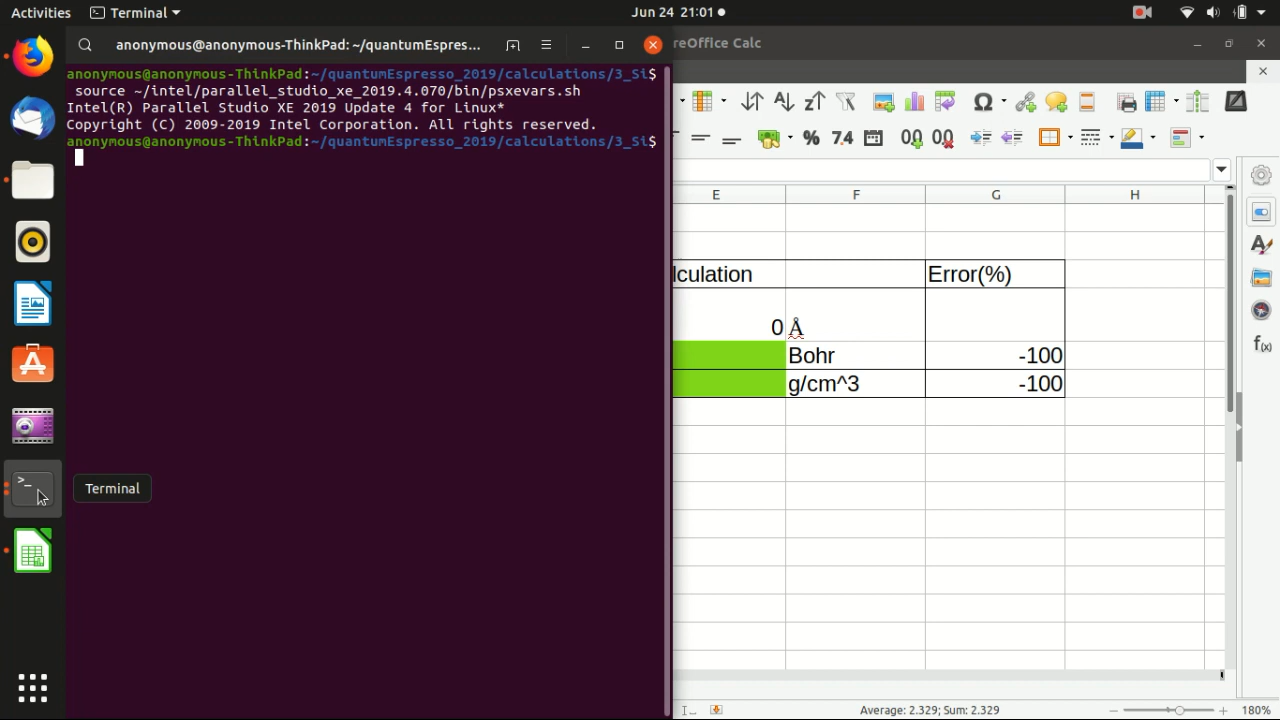 Activities
Terminal
Jun 24 21:01
anonymous@anonymous-ThinkPad: ~/quantumEspres...
reOffice Calc
anonymous@anonymous-ThinkPad:~/quantumEspresso_2019/calculations/3_Si$
source ~/intel/parallel_studio_xe_2019.4.070/bin/psxevars.sh
Intel(R) Parallel Studio XE 2019 Update 4 for Linux*
Copyright (C) 2009-2019 Intel Corporation. All rights reserved.
anonymous@anonymous-ThinkPad:~/quantumEspresso_2019/calculations/3_Si$
% 7.4
E F G H
lculation Error(%)
0 Å
Bohr -100
g/cm^3 -100
Terminal
Average: 2.329; Sum: 2.329
180%